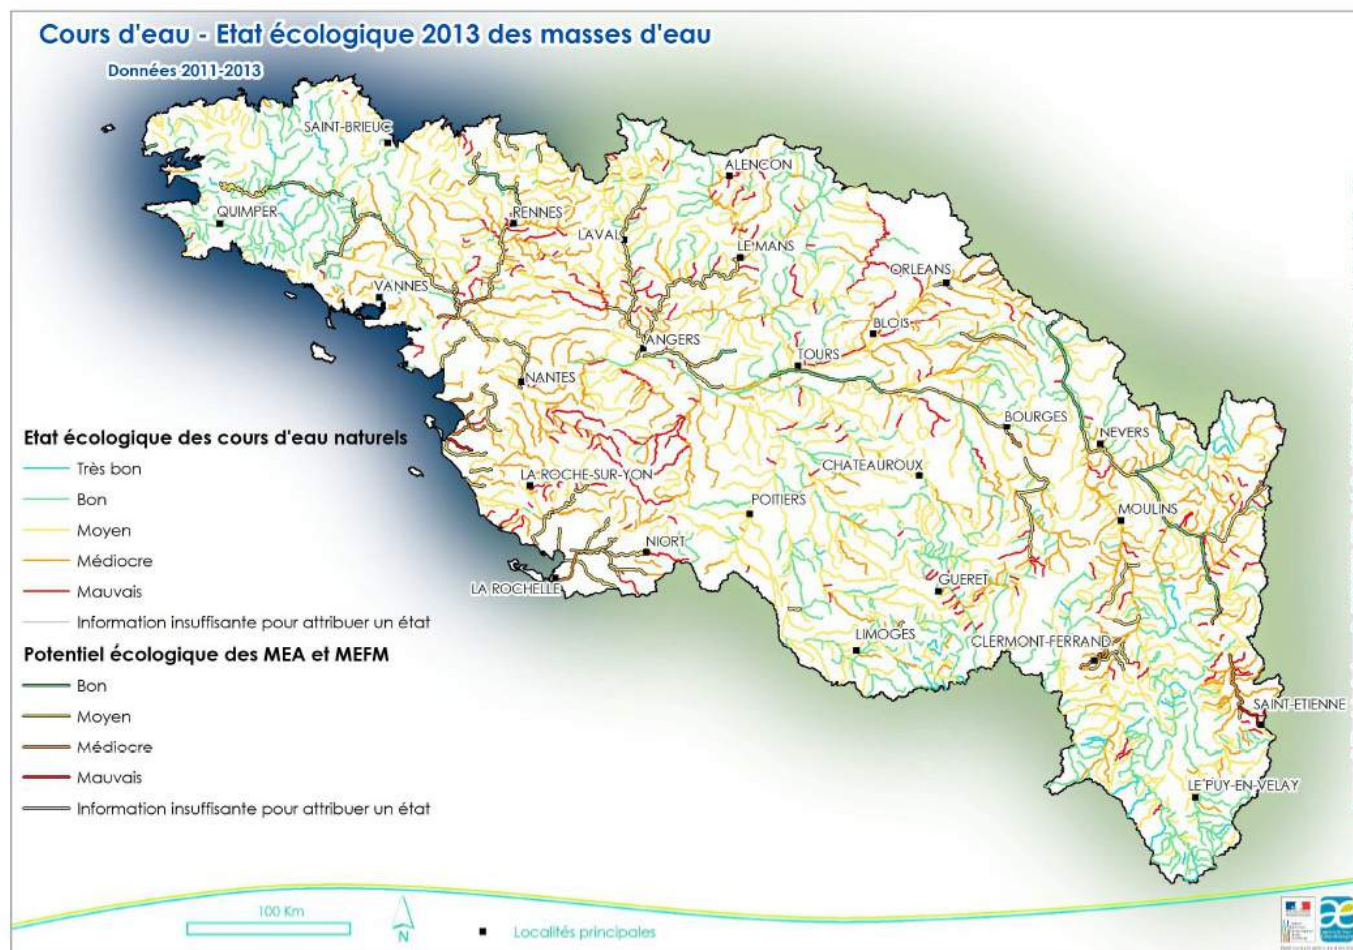 Cours d'eau - Etat écologique 2013 des masses d'eau
Données 2011-2013
SAINT-BRIEUC
ALENCON
QUIMPER
RENNES
LAVAL
LE MANS
ORLEANS
VANNES
BLOIS
ANGERS
TOURS
NANTES
BOURGES
NEVERS
Etat écologique des cours d'eau naturels
Très bon
Bon
Moyen
Médiocre
Mauvais
Information insuffisante pour attribuer un état
LA ROCHE-SUR-YON
CHATEAUROUX
POITIERS
MOULINS
NIORT
LA ROCHELLE
GUERET
LIMOGES
CLERMONT-FERRAND
SAINT-ETIENNE
LE PUY-EN-VELAY
Potentiel écologique des MEA et MEFM
Bon
Moyen
Médiocre
Mauvais
Information insuffisante pour attribuer un état
100 Km
N
Localités principales